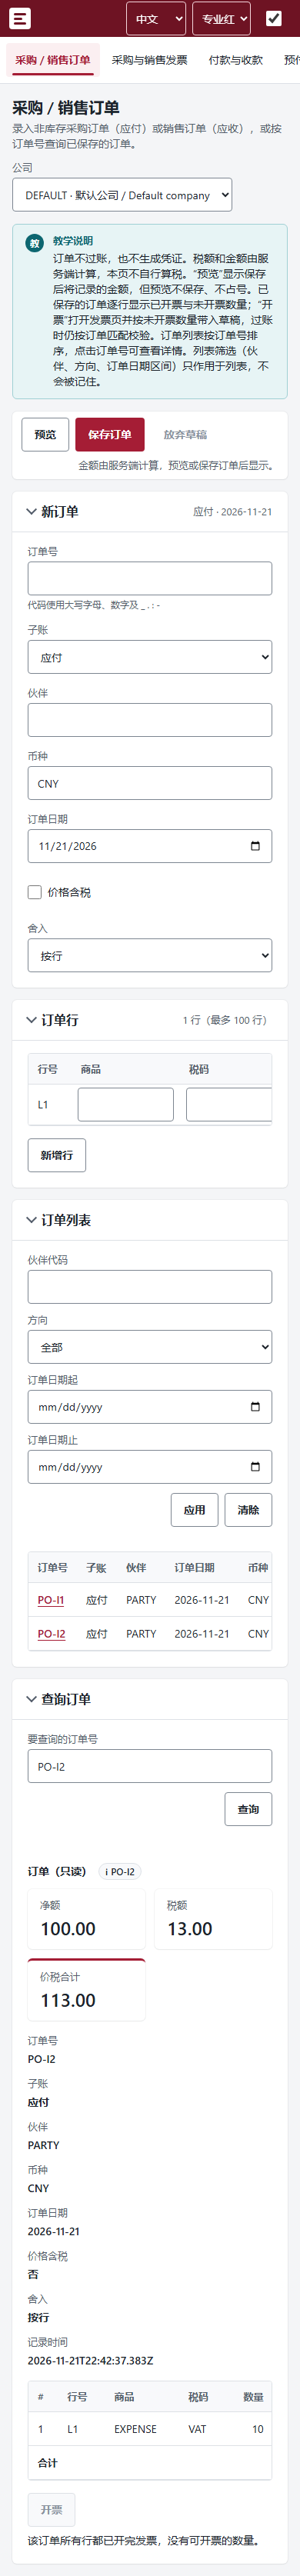 中文
专业红
采购 / 销售订单
采购与销售发票
付款与收款
预付
采购 / 销售订单
录入非库存采购订单（应付）或销售订单（应收），或按
订单号查询已保存的订单。
公司
DEFAULT · 默认公司 / Default company
教
教学说明
订单不过账，也不生成凭证。税额和金额由服
务端计算，本页不自行算税。“预览”显示保存
后将记录的金额，但预览不保存、不占号。已
保存的订单逐行显示已开票与未开票数量；“开
票”打开发票页并按未开票数量带入草稿，过账
时仍按订单匹配校验。订单列表按订单号排
序，点击订单号可查看详情。列表筛选（伙
伴、方向、订单日期区间）只作用于列表，不
会被记住。
预览
保存订单
放弃草稿
金额由服务端计算，预览或保存订单后显示。
新订单
应付 · 2026-11-21
订单号
代码使用大写字母、数字及 _ . : -
子账
应付
伙伴
币种
CNY
订单日期
11/21/2026
价格含税
舍入
按行
订单行
1 行（最多 100 行）
行号 商品 税码
L1
新增行
订单列表
伙伴代码
方向
全部
订单日期起
mm/dd/yyyy
订单日期止
mm/dd/yyyy
应用
清除
订单号 子账 伙伴 订单日期 币种
PO-I1 应付 PARTY 2026-11-21 CNY
PO-I2 应付 PARTY 2026-11-21 CNY
查询订单
要查询的订单号
PO-I2
查询
订单（只读） i PO-I2
净额
100.00
税额
13.00
价税合计
113.00
订单号
PO-I2
子账
应付
伙伴
PARTY
币种
CNY
订单日期
2026-11-21
价格含税
否
舍入
按行
记录时间
2026-11-21T22:42:37.383Z
# 行号 商品 税码 数量
1 L1 EXPENSE VAT 10
合计
开票
该订单所有行都已开完发票，没有可开票的数量。